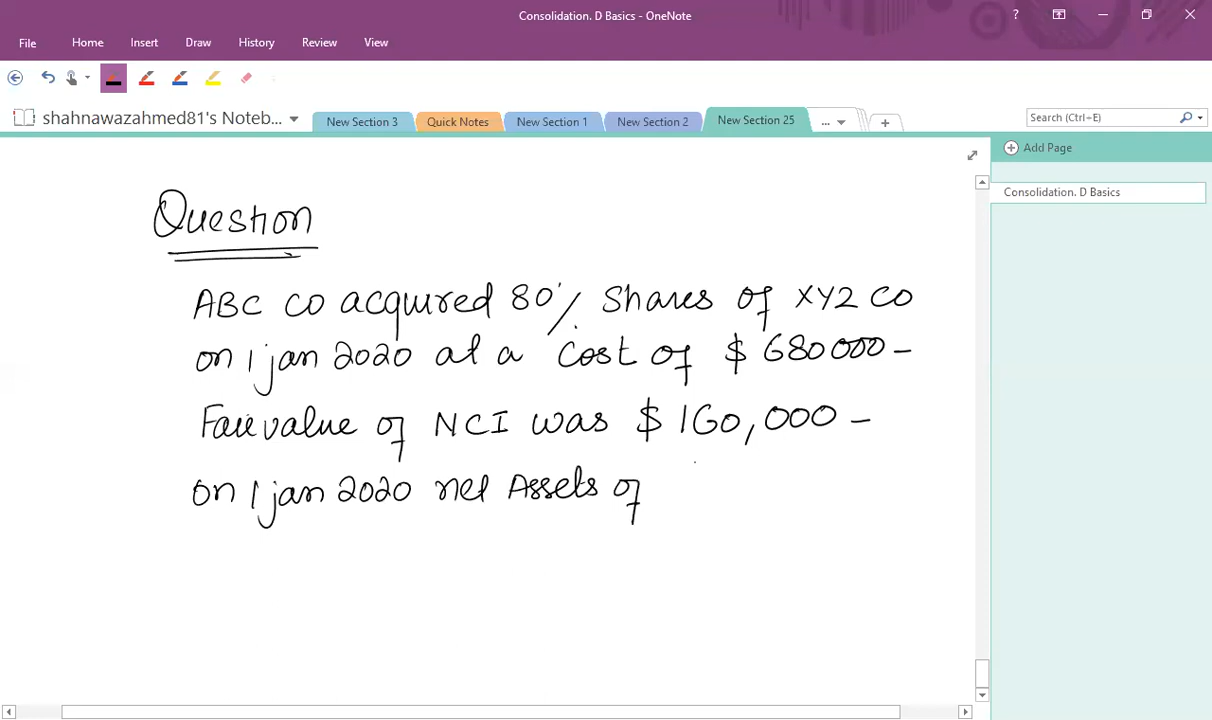 Consolidation. D Basics - OneNote
?
File Home Insert Draw History Review View
shahnawazahmed81's Noteb...
New Section 3
Quick Notes
New Section 1
New Section 2
New Section 25
...
Search (Ctrl+E)
Add Page
Consolidation. D Basics
Question
ABC CO acquired 80% Shares of XYZ CO
on 1 jan 2020 at a Cost of $ 680000 -
Fair value of NCI was $ 160,000 -
on 1 jan 2020 net Assets of